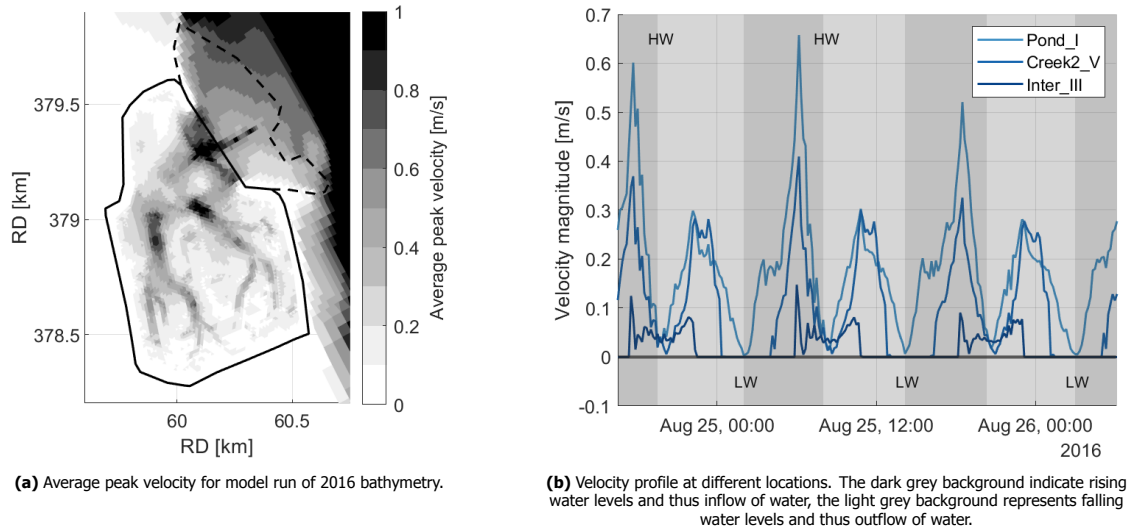 379.5
379
378.5
RD [km]
60
60.5
RD [km]
1
0.8
0.6
0.4
0.2
0
Average peak velocity [m/s]
(a) Average peak velocity for model run of 2016 bathymetry.
0.7
0.6
0.5
0.4
0.3
0.2
0.1
0
-0.1
Velocity magnitude [m/s]
HW
HW
Pond_I
Creek2_V
Inter_III
LW
LW
LW
Aug 25, 00:00
Aug 25, 12:00
Aug 26, 00:00
2016
(b) Velocity profile at different locations. The dark grey background indicate rising
water levels and thus inflow of water, the light grey background represents falling
water levels and thus outflow of water.